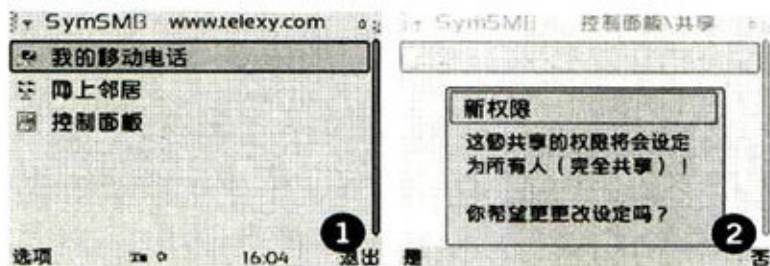 SymSMB www.telexy.com
我的移动电话
网上邻居
控制面板
选项 16:04 退出
1
SymSMB 控制面板\共享
新权限
这个共享的权限将会设定
为所有人（完全共享）！
你希望更更改设定吗？
是 否
2